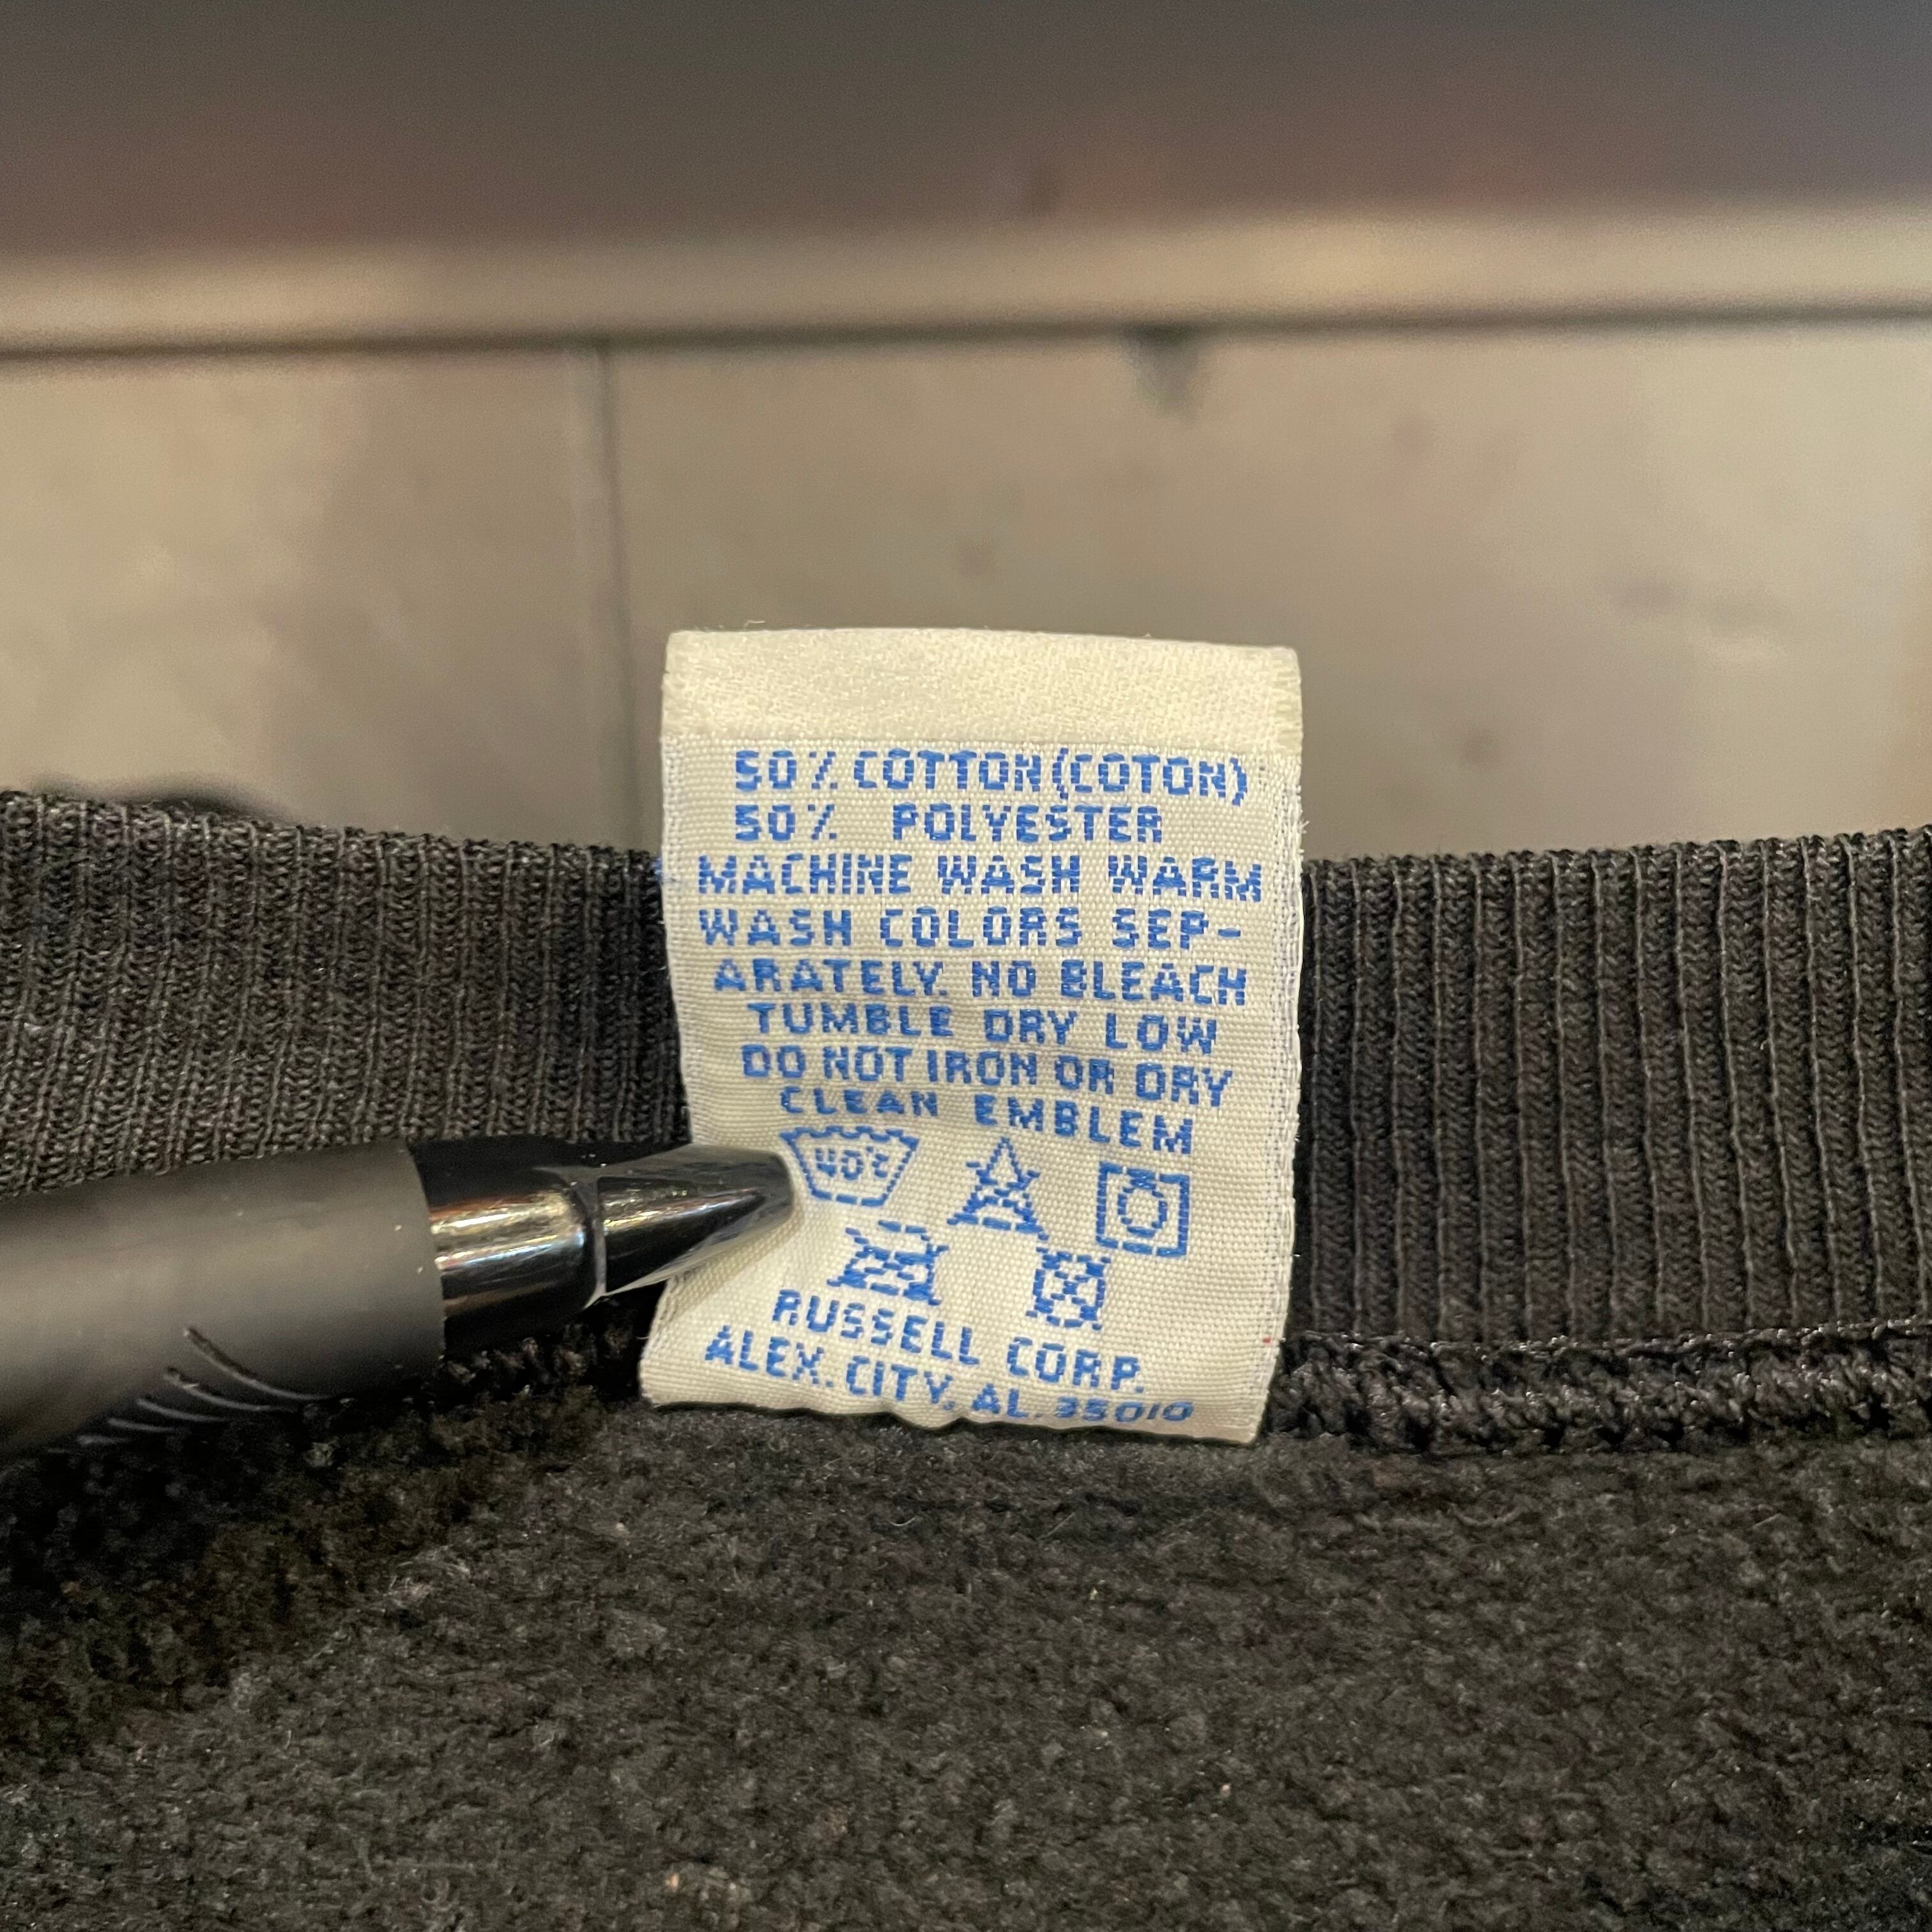 50% COTTON(COTON)
50% POLYESTER
MACHINE WASH WARM
WASH COLORS SEP-
ARATELY. NO BLEACH
TUMBLE DRY LOW
DO NOT IRON OR DRY
CLEAN EMBLEM
40°C
RUSSELL CORP.
ALEX. CITY, AL. 35010